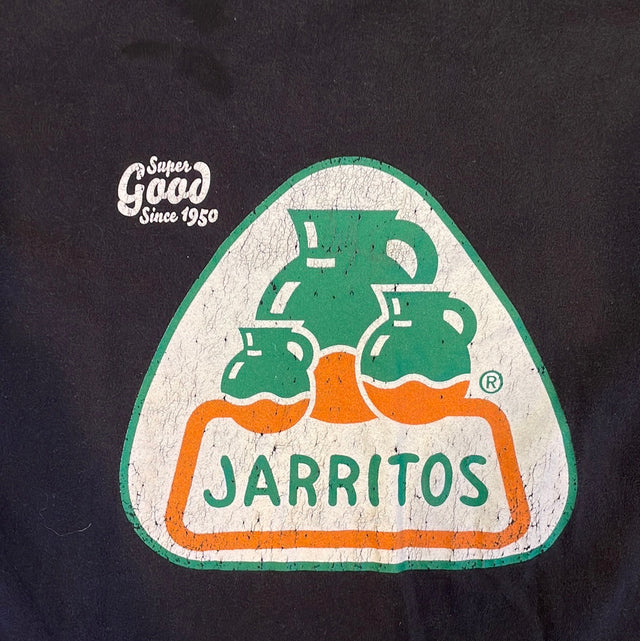 Super
Good
Since 1950
®
JARRITOS